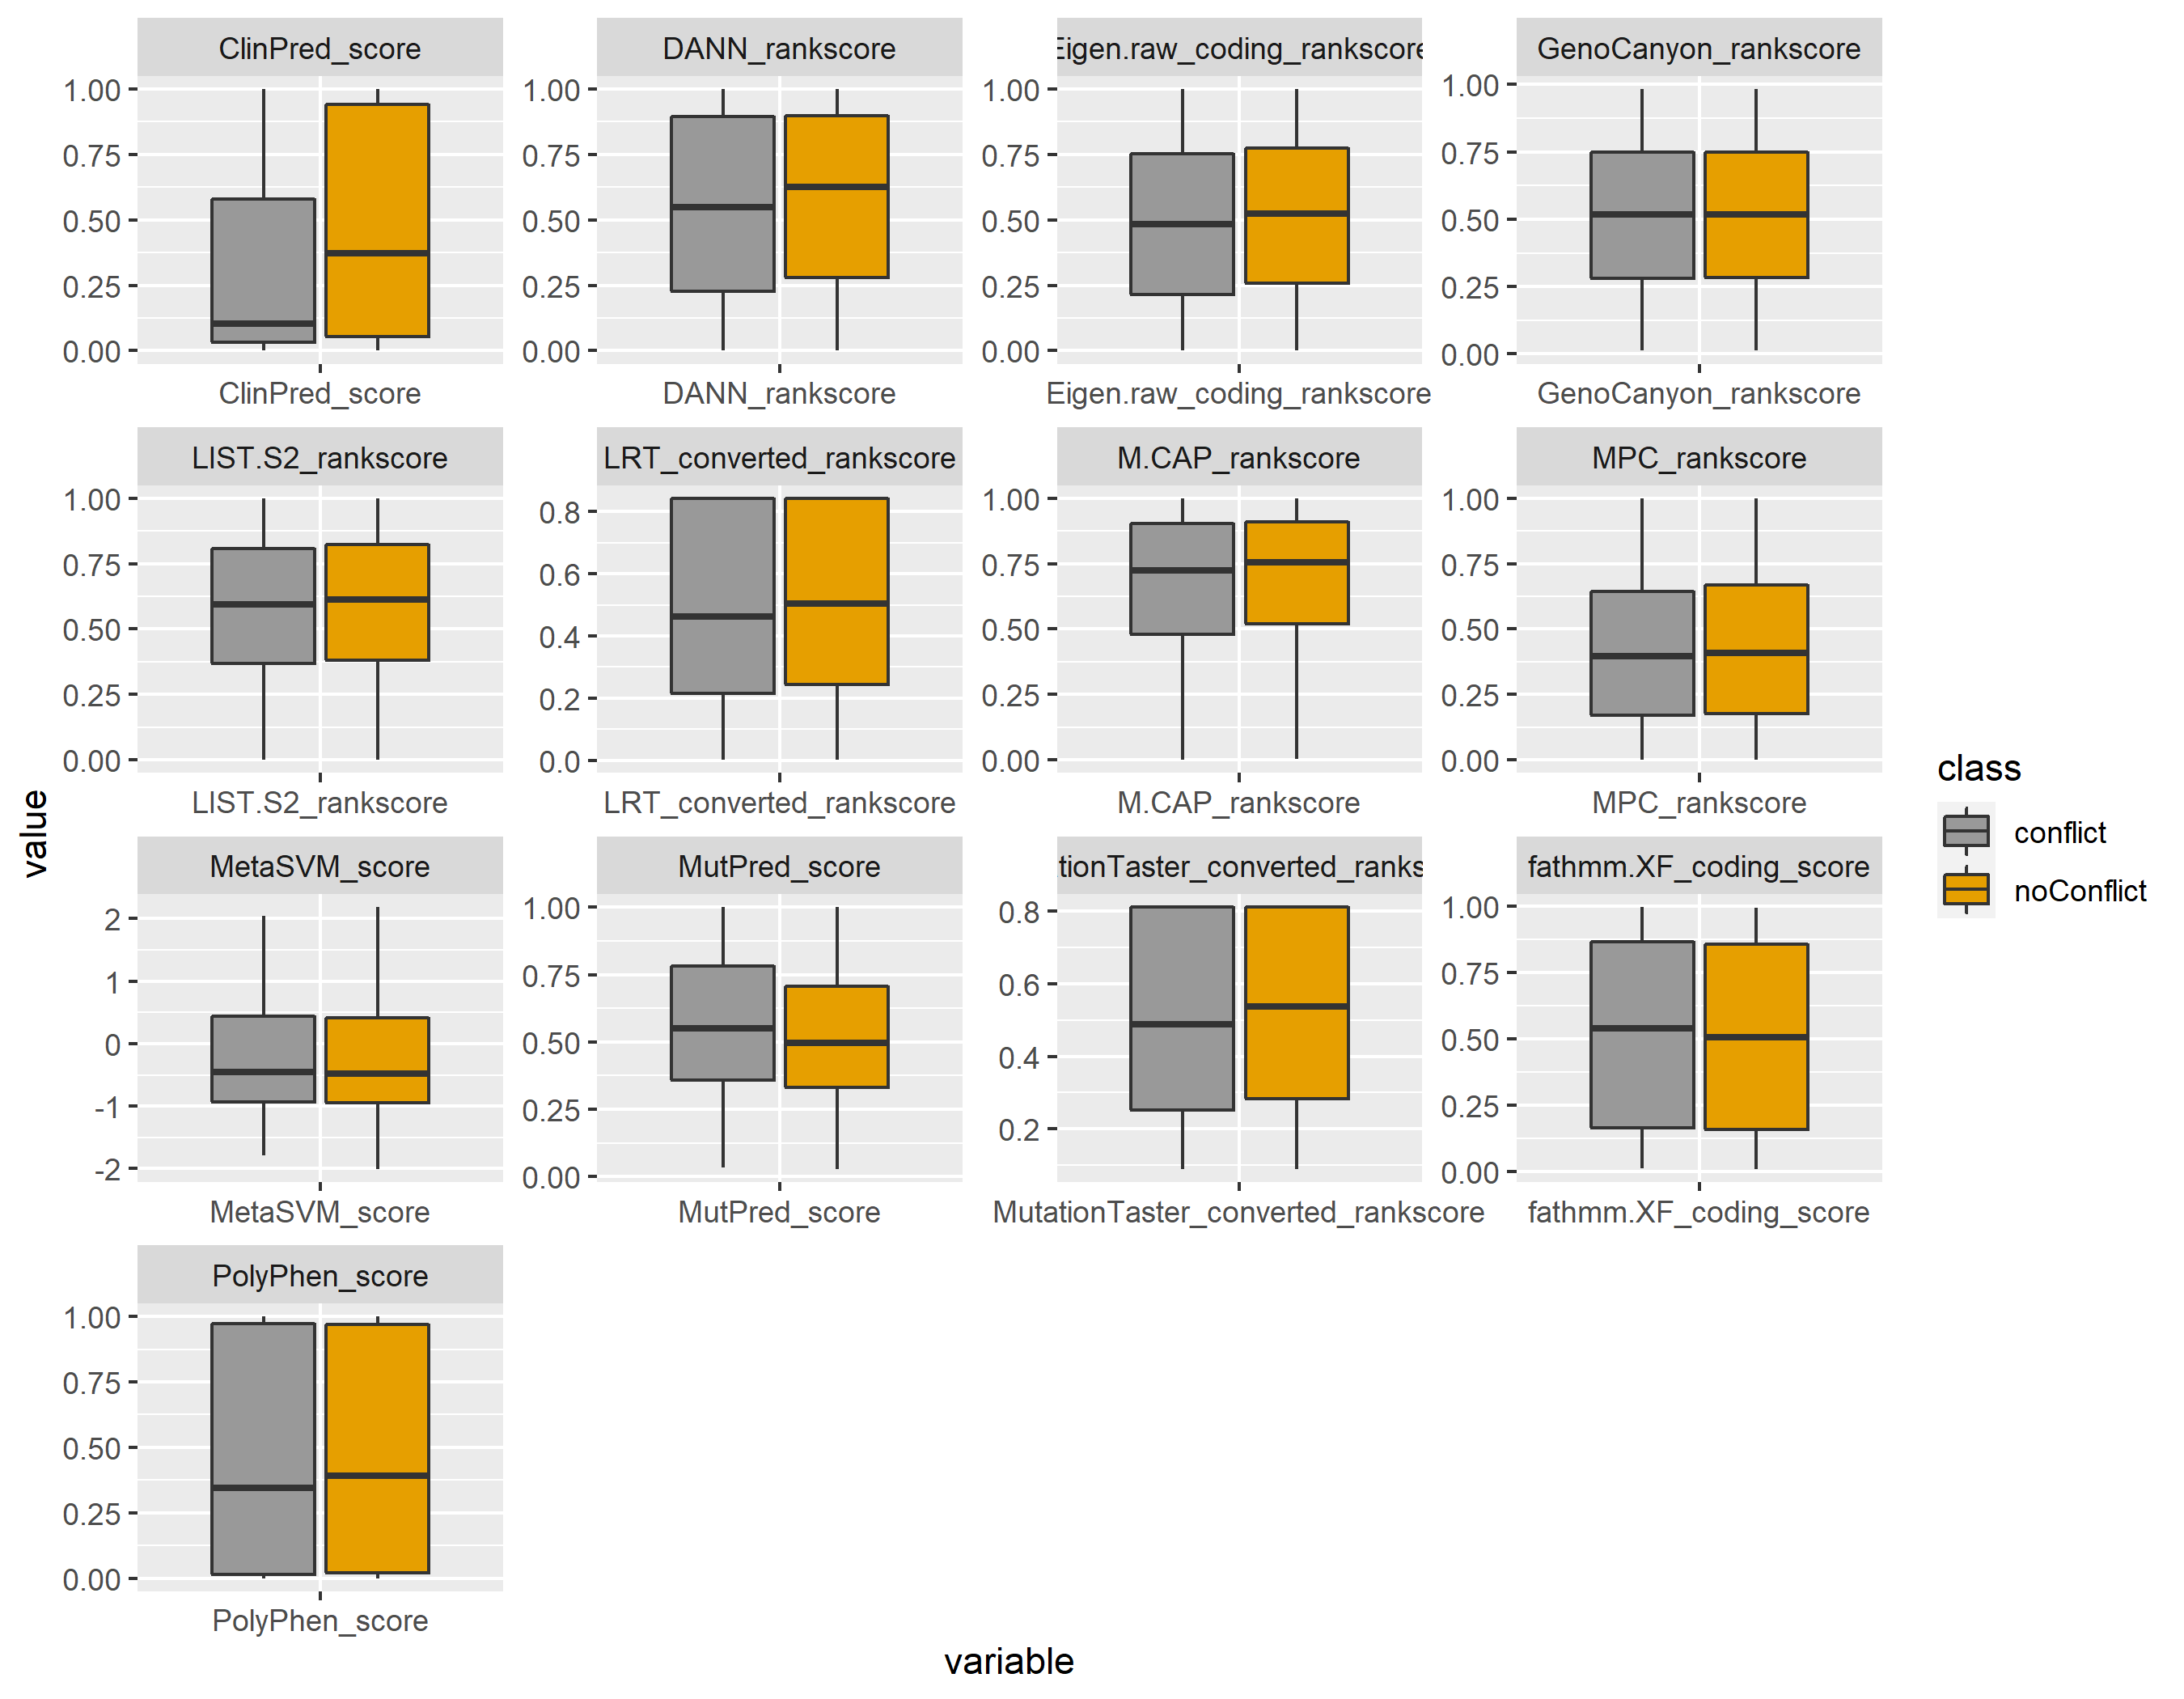 ClinPred_score
DANN_rankscore
Eigen.raw_coding_rankscore
GenoCanyon_rankscore
1.00
0.75
0.50
0.25
0.00
1.00
0.75
0.50
0.25
0.00
1.00
0.75
0.50
0.25
0.00
1.00
0.75
0.50
0.25
0.00
ClinPred_score
DANN_rankscore
Eigen.raw_coding_rankscore
GenoCanyon_rankscore
LIST.S2_rankscore
LRT_converted_rankscore
M.CAP_rankscore
MPC_rankscore
1.00
0.75
0.50
0.25
0.00
0.8
0.6
0.4
0.2
0.0
1.00
0.75
0.50
0.25
0.00
1.00
0.75
0.50
0.25
0.00
LIST.S2_rankscore
LRT_converted_rankscore
M.CAP_rankscore
MPC_rankscore
MetaSVM_score
MutPred_score
tionTaster_converted_ranks
fathmm.XF_coding_score
2
1
0
-1
-2
1.00
0.75
0.50
0.25
0.00
0.8
0.6
0.4
0.2
1.00
0.75
0.50
0.25
0.00
MetaSVM_score
MutPred_score
MutationTaster_converted_rankscore
fathmm.XF_coding_score
PolyPhen_score
1.00
0.75
0.50
0.25
0.00
PolyPhen_score
value
variable
class
conflict
noConflict